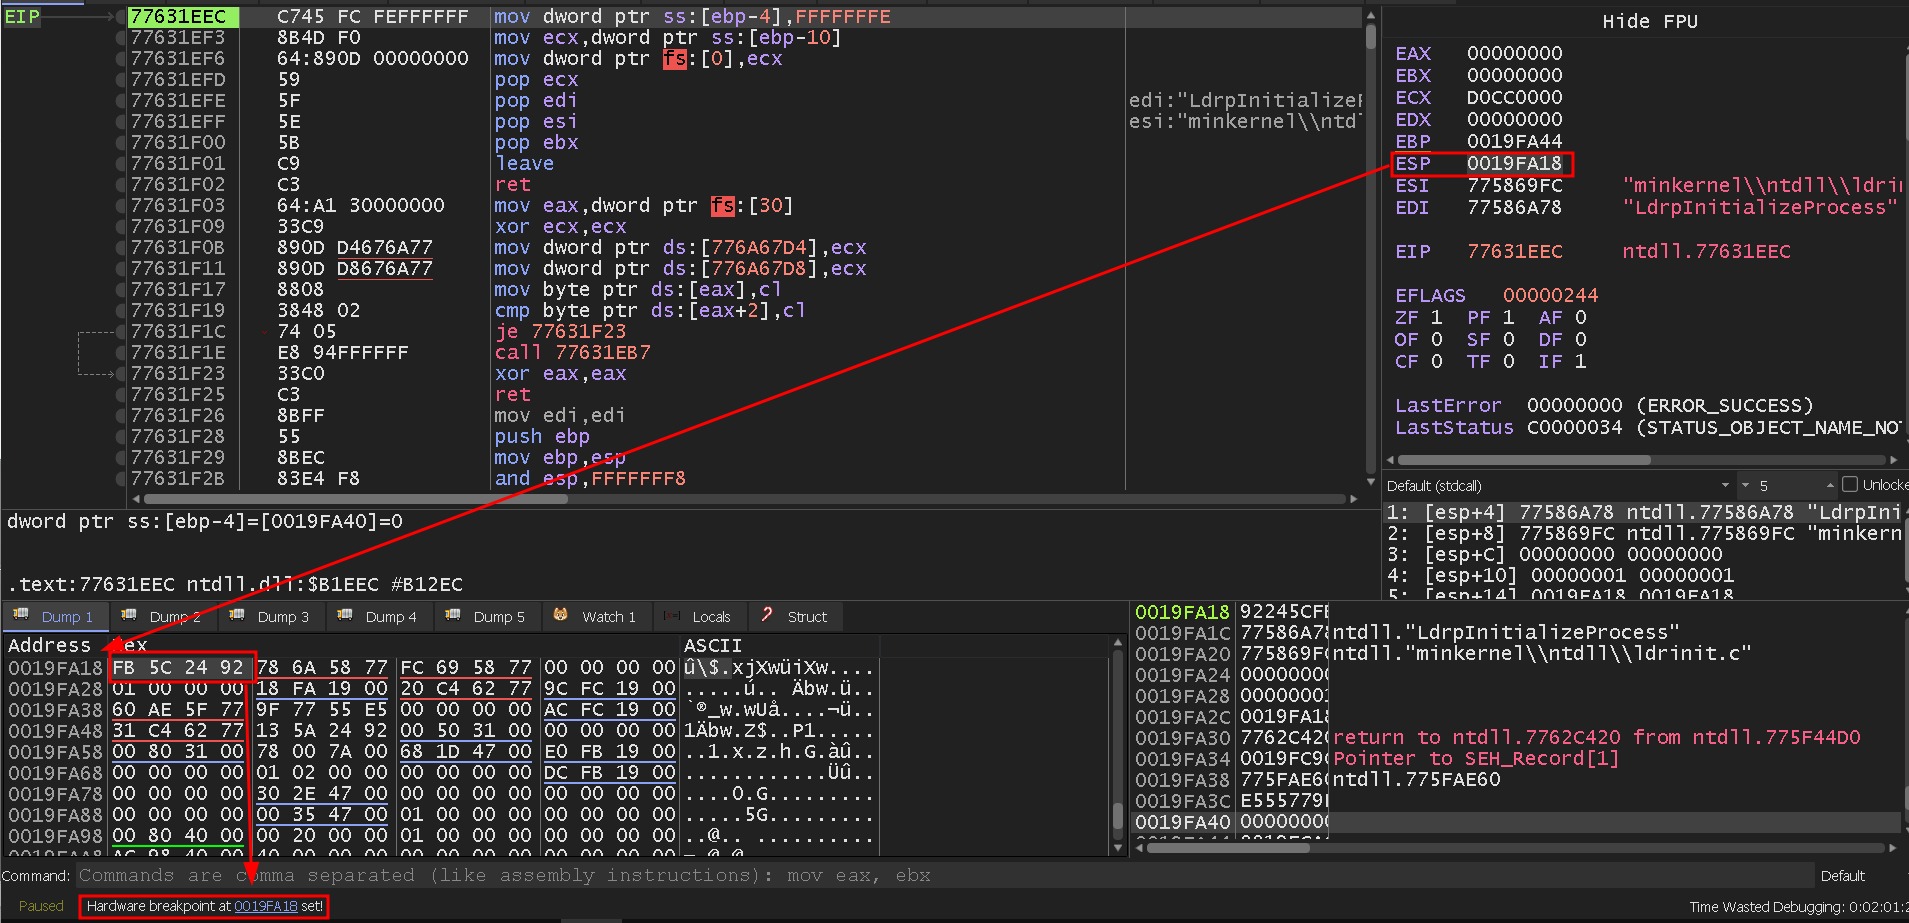 EIP 77631EEC C745 FC FEFFFFFF mov dword ptr ss:[ebp-4],FFFFFFFE
77631EF3 8B4D F0 mov ecx,dword ptr ss:[ebp-10]
77631EF6 64:890D 00000000 mov dword ptr fs:[0],ecx
77631EFD 59 pop ecx
77631EFE 5F pop edi edi:"LdrpInitializeF
77631EFF 5E pop esi esi:"minkernel\\ntd
77631F00 5B pop ebx
77631F01 C9 leave
77631F02 C3 ret
77631F03 64:A1 30000000 mov eax,dword ptr fs:[30]
77631F09 33C9 xor ecx,ecx
77631F0B 890D D4676A77 mov dword ptr ds:[776A67D4],ecx
77631F11 890D D8676A77 mov dword ptr ds:[776A67D8],ecx
77631F17 8808 mov byte ptr ds:[eax],cl
77631F19 3848 02 cmp byte ptr ds:[eax+2],cl
77631F1C 74 05 je 77631F23
77631F1E E8 94FFFFFF call 77631EB7
77631F23 33C0 xor eax,eax
77631F25 C3 ret
77631F26 8BFF mov edi,edi
77631F28 55 push ebp
77631F29 8BEC mov ebp,esp
77631F2B 83E4 F8 and esp,FFFFFFF8
Hide FPU
EAX 00000000
EBX 00000000
ECX D0CC0000
EDX 00000000
EBP 0019FA44
ESP 0019FA18
ESI 775869FC "minkernel\\ntdll\\ldrin
EDI 77586A78 "LdrpInitializeProcess"
EIP 77631EEC ntdll.77631EEC
EFLAGS 00000244
ZF 1 PF 1 AF 0
OF 0 SF 0 DF 0
CF 0 TF 0 IF 1
LastError 00000000 (ERROR_SUCCESS)
LastStatus C0000034 (STATUS_OBJECT_NAME_NO
Default (stdcall) 5 Unlocke
1: [esp+4] 77586A78 ntdll.77586A78 "LdrpIni
2: [esp+8] 775869FC ntdll.775869FC "minkern
3: [esp+C] 00000000 00000000
4: [esp+10] 00000001 00000001
5: [esp+14] 0019FA18 0019FA18
dword ptr ss:[ebp-4]=[0019FA40]=0
.text:77631EEC ntdll.dll:$B1EEC #B12EC
Dump 1 Dump 2 Dump 3 Dump 4 Dump 5 Watch 1 Locals Struct
Address Hex ASCII
0019FA18 FB 5C 24 92 78 6A 58 77 FC 69 58 77 00 00 00 00 û\$.xjXwüiXw....
0019FA28 01 00 00 00 18 FA 19 00 20 C4 62 77 9C FC 19 00 .....ú.. Äbw.ü..
0019FA38 60 AE 5F 77 9F 77 55 E5 00 00 00 00 AC FC 19 00 `®_w.wUå....¬ü..
0019FA48 31 C4 62 77 13 5A 24 92 00 50 31 00 00 00 00 00 1Äbw.Z$..P1.....
0019FA58 00 80 31 00 78 00 7A 00 68 1D 47 00 E0 FB 19 00 ..1.x.z.h.G.àû..
0019FA68 00 00 00 00 01 02 00 00 00 00 00 00 DC FB 19 00 ............Üû..
0019FA78 00 00 00 00 30 2E 47 00 00 00 00 00 00 00 00 00 ....0.G.........
0019FA88 00 00 00 00 00 35 47 00 01 00 00 00 00 00 00 00 .....5G.........
0019FA98 00 80 40 00 00 20 00 00 01 00 00 00 00 00 00 00 ..@.. ..........
0019FA18 92245CFB
0019FA1C 77586A78 ntdll."LdrpInitializeProcess"
0019FA20 775869FC ntdll."minkernel\\ntdll\\ldrinit.c"
0019FA24 00000000
0019FA28 00000001
0019FA2C 0019FA18
0019FA30 7762C420 return to ntdll.7762C420 from ntdll.775F44D0
0019FA34 0019FC9C Pointer to SEH_Record[1]
0019FA38 775FAE60 ntdll.775FAE60
0019FA3C E555779F
0019FA40 00000000
Command: Commands are comma separated (like assembly instructions): mov eax, ebx Default
Paused Hardware breakpoint at 0019FA18 set! Time Wasted Debugging: 0:02:01:2